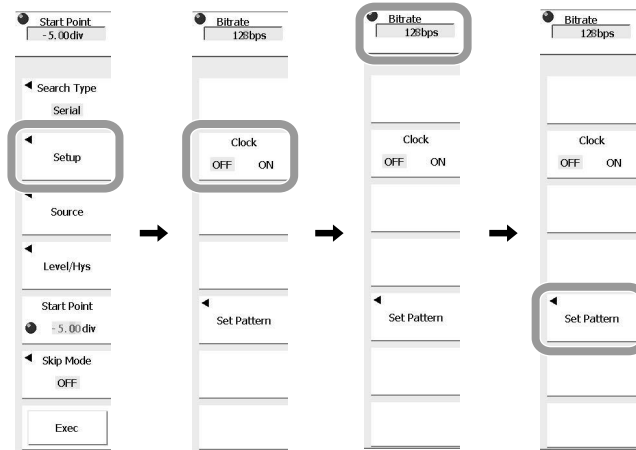 Start Point
-5.00div
Search Type
Serial
Setup
Source
Level/Hys
Start Point
-5.00div
Skip Mode
OFF
Exec
Bitrate
128bps
Clock
OFF ON
Set Pattern
Bitrate
128bps
Clock
OFF ON
Set Pattern
Bitrate
128bps
Clock
OFF ON
Set Pattern